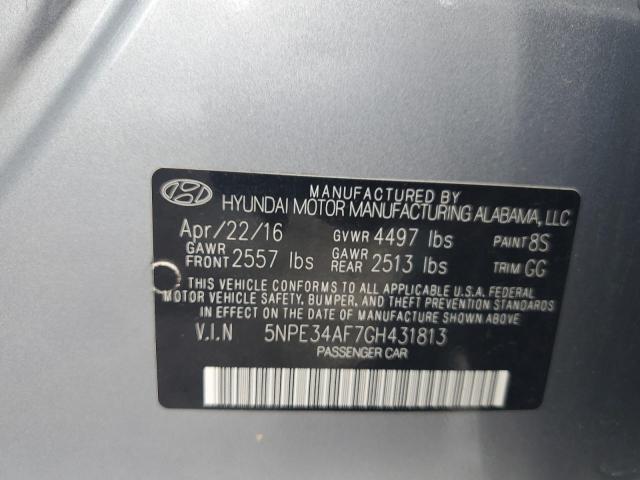 MANUFACTURED BY
HYUNDAI MOTOR MANUFACTURING ALABAMA, LLC
Apr/22/16 GVWR 4497 lbs PAINT 8S
GAWR FRONT 2557 lbs GAWR REAR 2513 lbs TRIM GG
THIS VEHICLE CONFORMS TO ALL APPLICABLE U.S.A. FEDERAL
MOTOR VEHICLE SAFETY, BUMPER, AND THEFT PREVENTION STANDARDS
IN EFFECT ON THE DATE OF MANUFACTURE SHOWN ABOVE.
V.I.N 5NPE34AF7GH431813
PASSENGER CAR